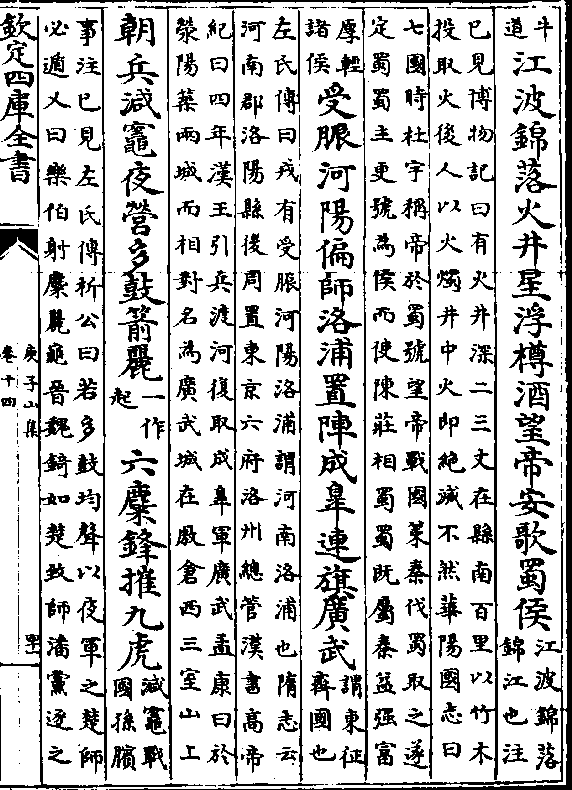 斗
道
江波錦落火井星浮樽酒望帝安歌蜀侯
江波錦落
錦江也注
已見博物記曰有火井深二三丈在縣南百里以竹木
投取火後人以火燭井中火即絶滅不然華陽國志曰
七國時杜宇稱帝於蜀號望帝戰國策秦伐蜀取之遂
定蜀蜀主更號為侯而使陳莊相蜀蜀既屬秦益强富
厚輕
諸侯
受脤河陽偏師洛浦置陣成皋連旗廣武
謂東征
齊國也
左氏傳曰戎有受脤河陽洛浦謂河南洛浦也隋志云
河南郡洛陽縣後周置東京六府洛州總管漢書高帝
紀曰四年漢王引兵渡河復取成皋軍廣武孟康曰於
滎陽築兩城而相對名為廣武城在敖倉西三室山上
朝兵減竈夜營多鼓箭麗
一作
起
六麋鋒摧九虎
減竈戰
國孫臏
事注已見左氏傳析公曰若多鼓均聲以夜軍之楚師
必遁又曰樂伯射麋麗龜晉魏錡如楚致師潘黨逐之
欽定四庫全書
庾子山集
卷十四